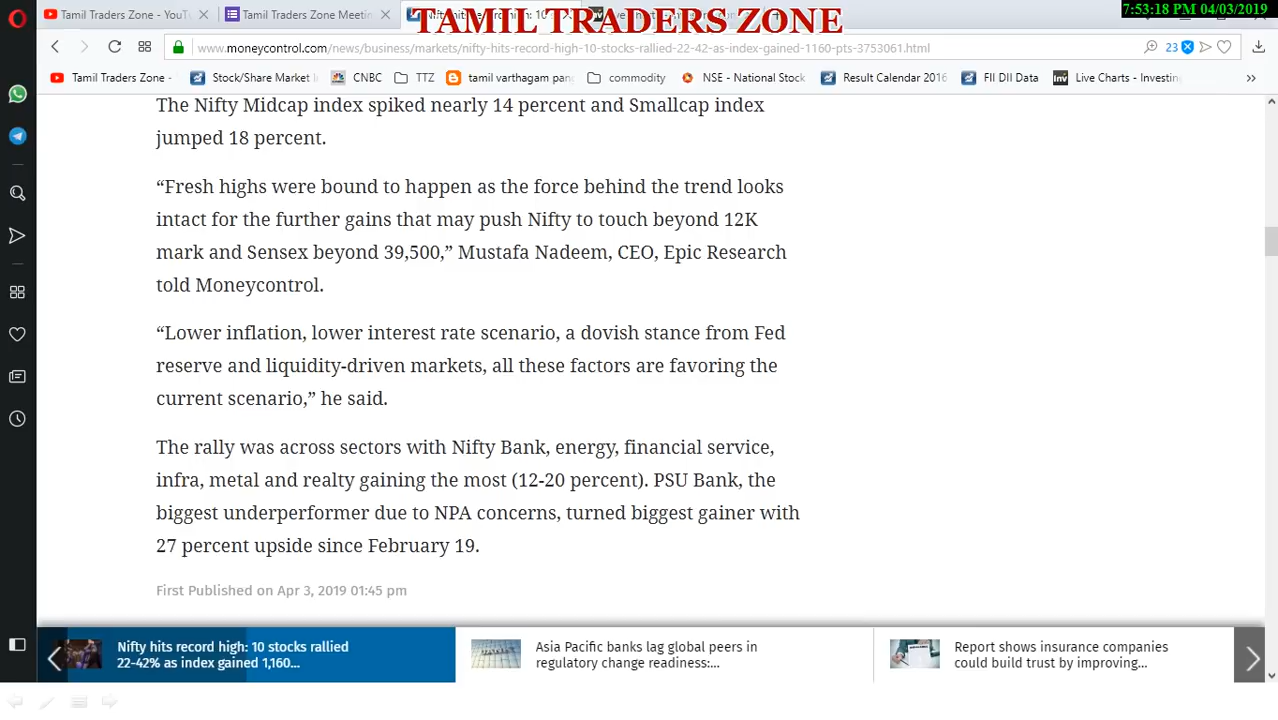 7:53:18 PM 04/03/2019
Tamil Traders Zone - YouT
Tamil Traders Zone Meetin
TAMIL TRADERS ZONE
www.moneycontrol.com/news/business/markets/nifty-hits-record-high-10-stocks-rallied-22-42-as-index-gained-1160-pts-3753061.html
23
Tamil Traders Zone -
Stock/Share Market I
CNBC
TTZ
tamil varthagam pan
commodity
NSE - National Stock
Result Calendar 2016
FII DII Data
Inv
Live Charts - Investin
The Nifty Midcap index spiked nearly 14 percent and Smallcap index
jumped 18 percent.
“Fresh highs were bound to happen as the force behind the trend looks
intact for the further gains that may push Nifty to touch beyond 12K
mark and Sensex beyond 39,500,” Mustafa Nadeem, CEO, Epic Research
told Moneycontrol.
“Lower inflation, lower interest rate scenario, a dovish stance from Fed
reserve and liquidity-driven markets, all these factors are favoring the
current scenario,” he said.
The rally was across sectors with Nifty Bank, energy, financial service,
infra, metal and realty gaining the most (12-20 percent). PSU Bank, the
biggest underperformer due to NPA concerns, turned biggest gainer with
27 percent upside since February 19.
First Published on Apr 3, 2019 01:45 pm
Nifty hits record high: 10 stocks rallied
22-42% as index gained 1,160...
Asia Pacific banks lag global peers in
regulatory change readiness:...
Report shows insurance companies
could build trust by improving...